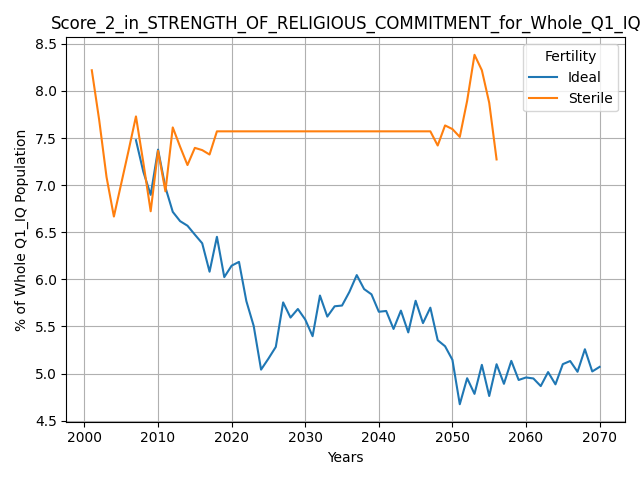 Score_2_in_STRENGTH_OF_RELIGIOUS_COMMITMENT_for_Whole_Q1_IQ
Fertility
Ideal
Sterile
% of Whole Q1_IQ Population
8.5
8.0
7.5
7.0
6.5
6.0
5.5
5.0
4.5
2000 2010 2020 2030 2040 2050 2060 2070
Years